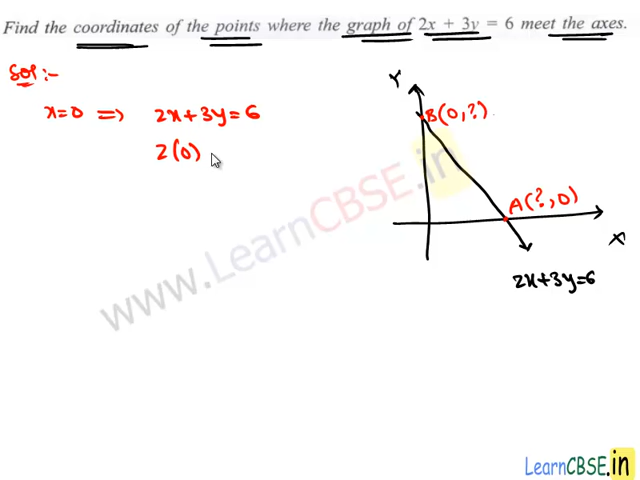 Find the coordinates of the points where the graph of 2x + 3y = 6 meet the axes.
Sol :-
x=0 => 2x+3y=6
2(0)
Y
B(0,?)
A(?,0)
X
2x+3y=6
www.LearnCBSE.in
LearnCBSE.in